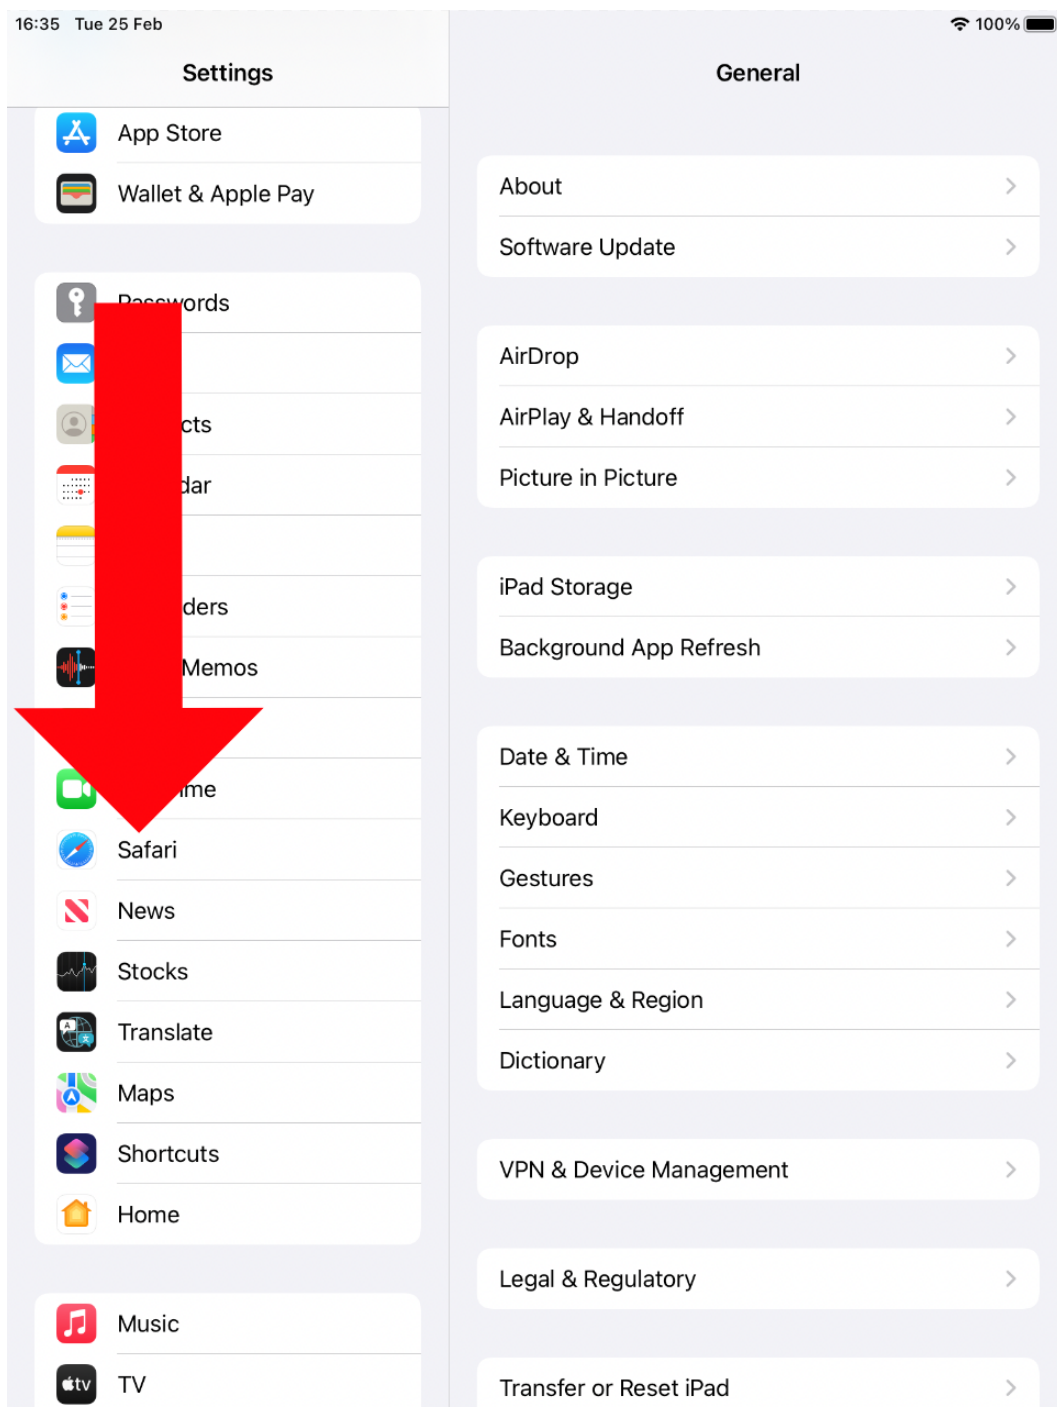 16:35 Tue 25 Feb
100%
Settings
App Store
Wallet & Apple Pay
Passwords
cts
dar
ders
Memos
me
Safari
News
Stocks
Translate
Maps
Shortcuts
Home
Music
tv
TV
General
About
Software Update
AirDrop
AirPlay & Handoff
Picture in Picture
iPad Storage
Background App Refresh
Date & Time
Keyboard
Gestures
Fonts
Language & Region
Dictionary
VPN & Device Management
Legal & Regulatory
Transfer or Reset iPad